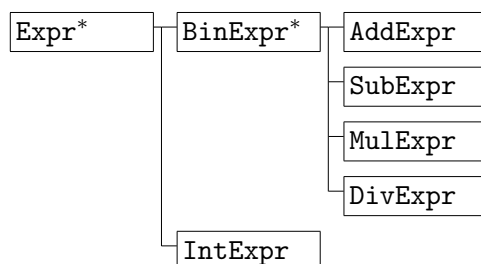 Expr* BinExpr* AddExpr
SubExpr
MulExpr
DivExpr
IntExpr